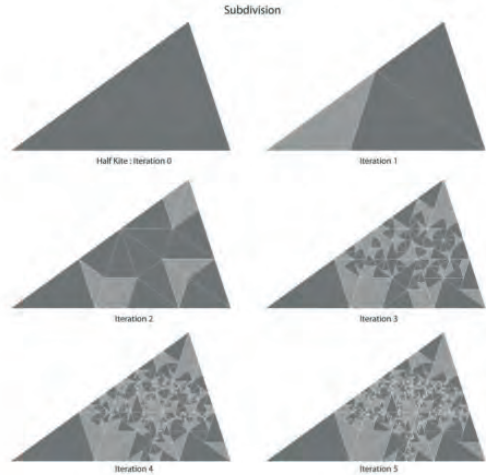 Subdivision
Half Kite : Iteration 0
Iteration 1
Iteration 2
Iteration 3
Iteration 4
Iteration 5